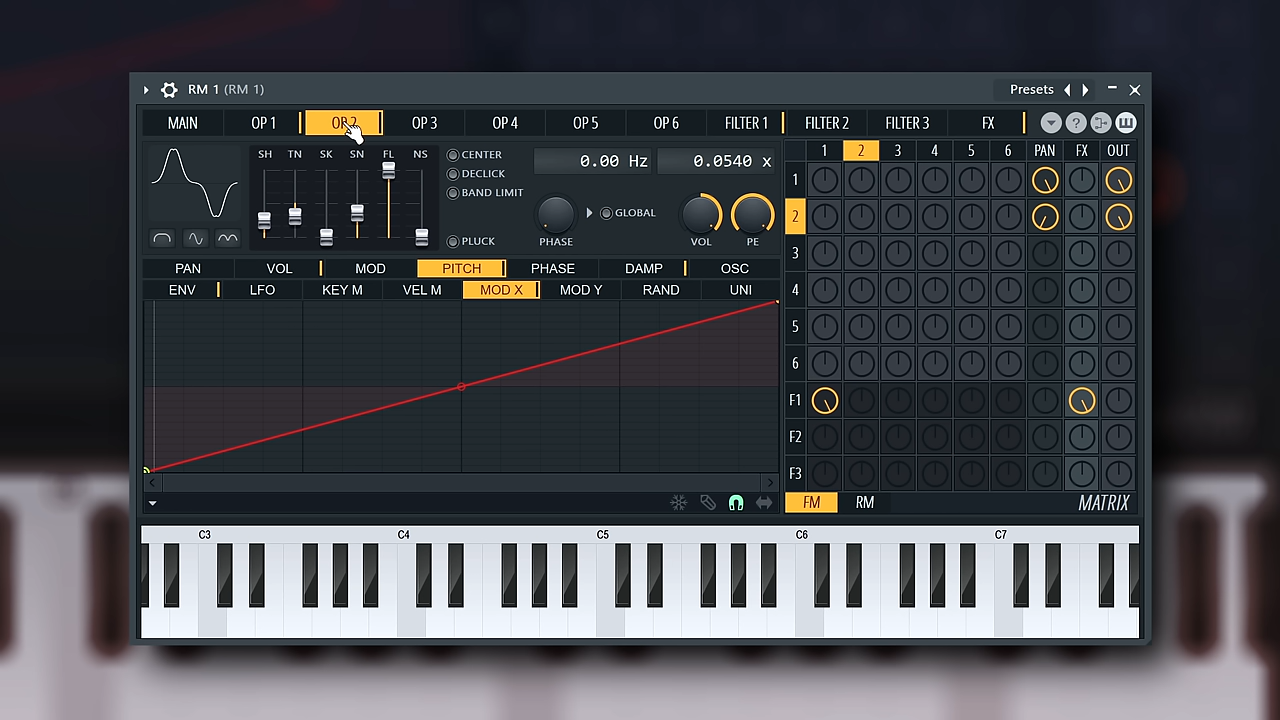 RM 1 (RM 1) Presets
MAIN OP 1 OP 2 OP 3 OP 4 OP 5 OP 6 FILTER 1 FILTER 2 FILTER 3 FX ?
SH TN SK SN FL NS
CENTER
DECLICK
BAND LIMIT
PLUCK
0.00 Hz 0.0540 x
GLOBAL
PHASE VOL PE
PAN VOL MOD PITCH PHASE DAMP OSC
ENV LFO KEY M VEL M MOD X MOD Y RAND UNI
1 2 3 4 5 6 PAN FX OUT
1
2
3
4
5
6
F1
F2
F3
FM RM MATRIX
C3 C4 C5 C6 C7